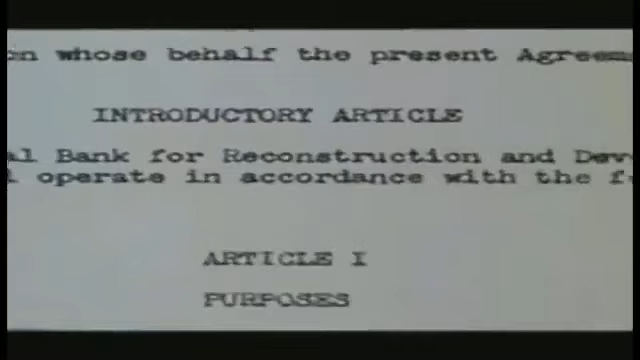 on whose behalf the present Agreem
INTRODUCTORY ARTICLE
al Bank for Reconstruction and Dev
operate in accordance with the f
ARTICLE I
PURPOSES